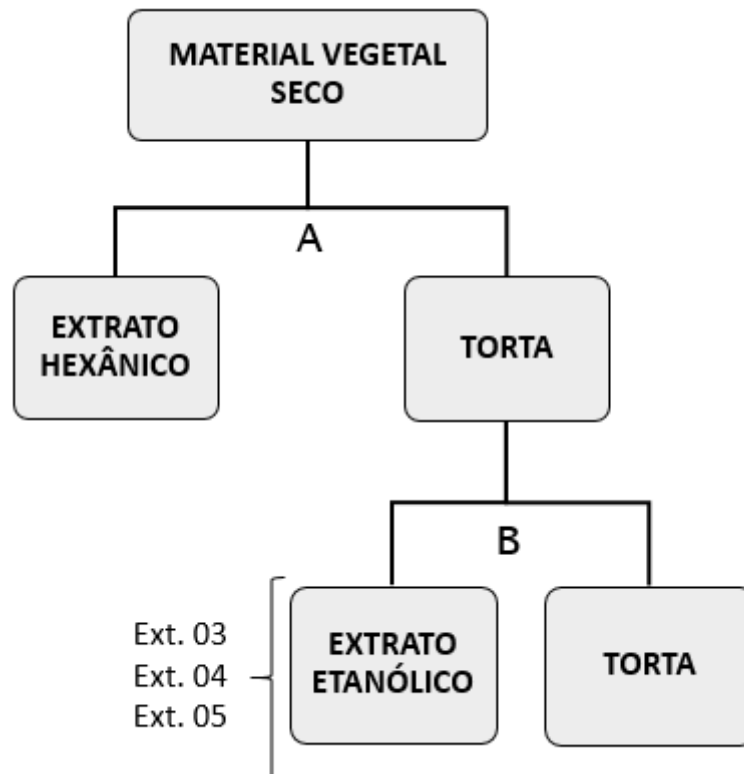 MATERIAL VEGETAL
SECO
A
EXTRATO
HEXÂNICO
TORTA
B
Ext. 03
Ext. 04
Ext. 05
EXTRATO
ETANÓLICO
TORTA